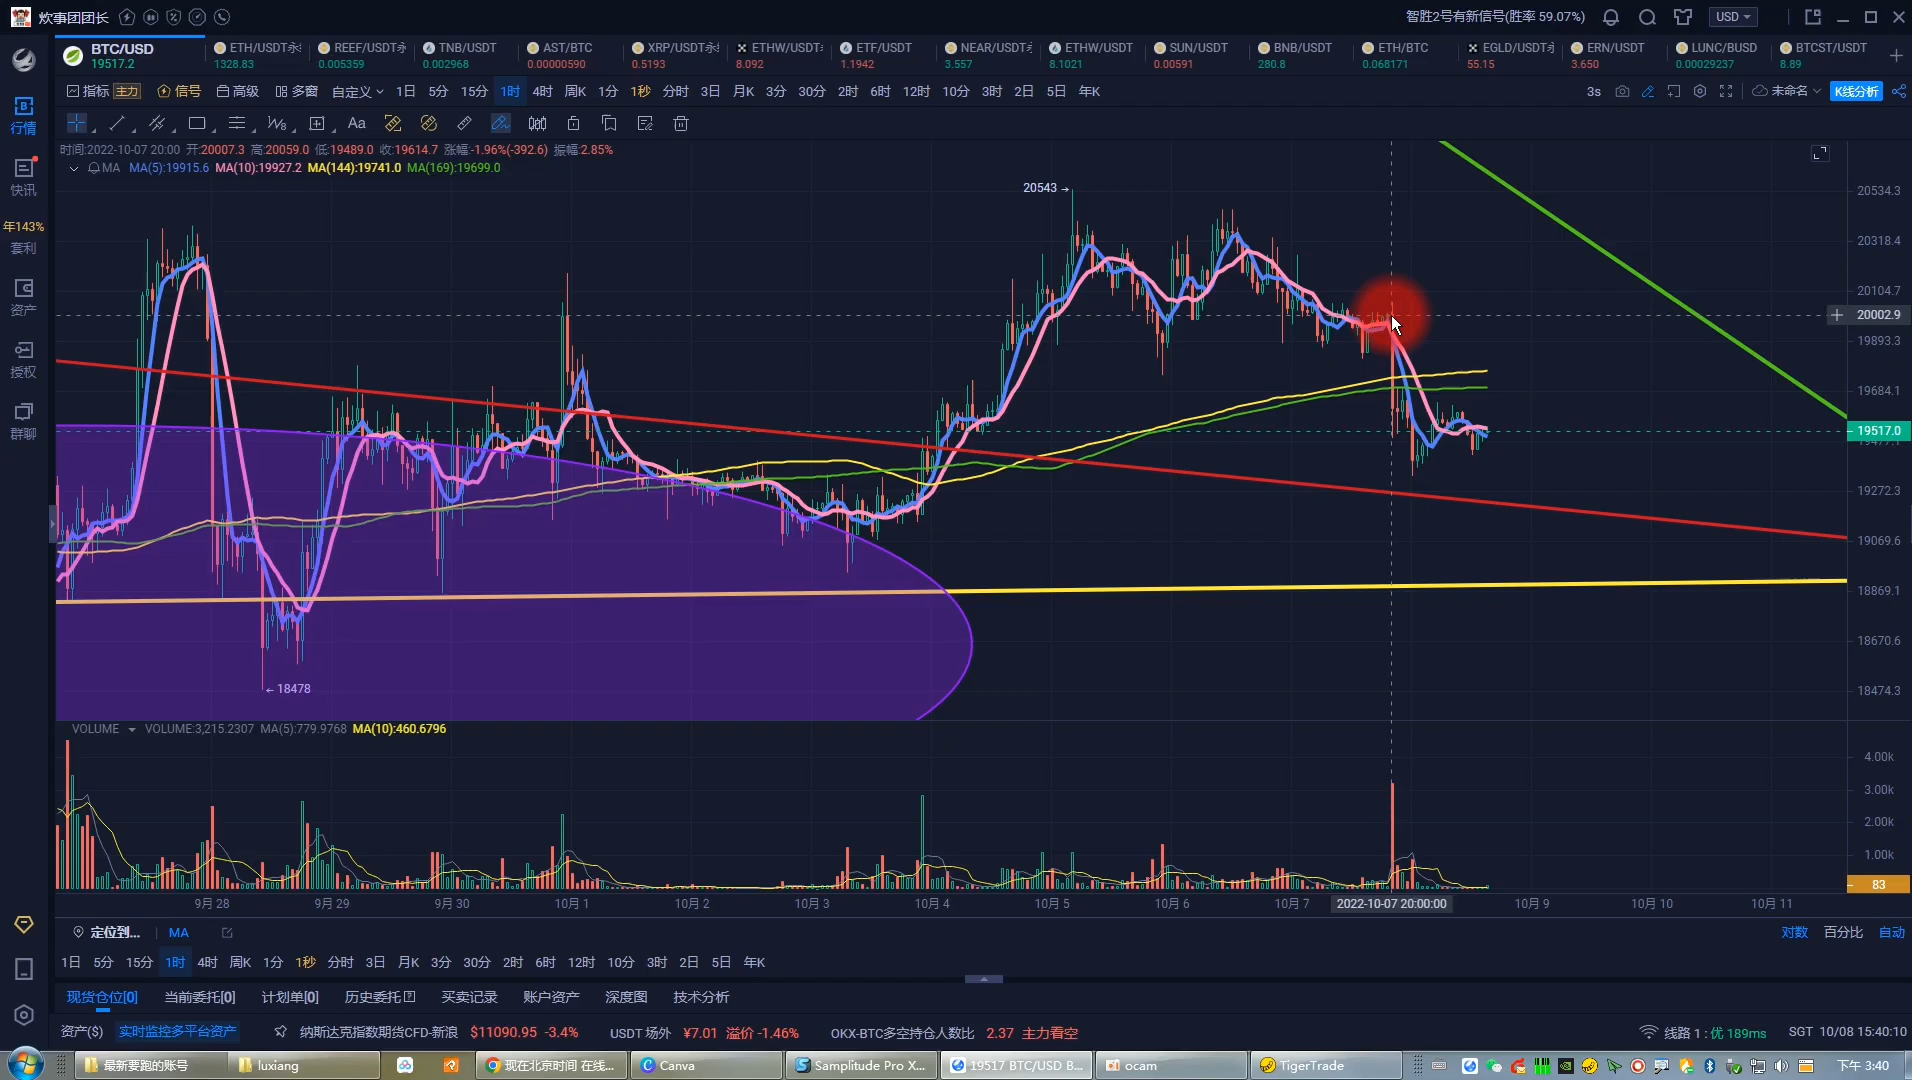 炊事团团长
智胜2号有新信号(胜率 59.07%)
USD
BTC/USD
19517.2
ETH/USDT永
1328.83
REEF/USDT永
0.005359
TNB/USDT
0.002968
AST/BTC
0.00000590
XRP/USDT永
0.5193
ETHW/USDT
8.092
ETF/USDT
1.1942
NEAR/USDT永
3.557
ETHW/USDT
8.1021
SUN/USDT
0.00591
BNB/USDT
280.8
ETH/BTC
0.068171
EGLD/USDT永
55.15
ERN/USDT
3.650
LUNC/BUSD
0.00029237
BTCST/USDT
8.89
指标 主力 信号 高级 多窗 自定义 1日 5分 15分 1时 4时 周K 1分 1秒 分时 3日 月K 3分 30分 2时 6时 12时 10分 3时 2日 5日 年K
3s 未命名 K线分析
Aa
时间:2022-10-07 20:00 开:20007.3 高:20059.0 低:19489.0 收:19614.7 涨幅:-1.96%(-392.6) 振幅:2.85%
MA MA(5):19915.6 MA(10):19927.2 MA(144):19741.0 MA(169):19699.0
行情
快讯
年143%
套利
资产
授权
群聊
20543
18478
20534.3
20318.4
20104.7
20002.9
19893.3
19684.1
19517.0
19477.1
19272.3
19069.6
18869.1
18670.6
18474.3
VOLUME VOLUME:3,215.2307 MA(5):779.9768 MA(10):460.6796
4.00k
3.00k
2.00k
1.00k
83
9月 28 9月 29 9月 30 10月 1 10月 2 10月 3 10月 4 10月 5 10月 6 10月 7 2022-10-07 20:00:00 10月 9 10月 10 10月 11
定位到... MA
对数 百分比 自动
1日 5分 15分 1时 4时 周K 1分 1秒 分时 3日 月K 3分 30分 2时 6时 12时 10分 3时 2日 5日 年K
现货仓位[0] 当前委托[0] 计划单[0] 历史委托 买卖记录 账户资产 深度图 技术分析
资产($) 实时监控多平台资产 纳斯达克指数期货CFD-新浪 $11090.95 -3.4% USDT 场外 ¥7.01 溢价 -1.46% OKX-BTC多空持仓人数比 2.37 主力看空
线路 1 : 优 189ms SGT 10/08 15:40:10
最新要跑的账号 luxiang 现在北京时间 在线... Canva Samplitude Pro X... 19517 BTC/USD B... ocam TigerTrade
下午 3:40